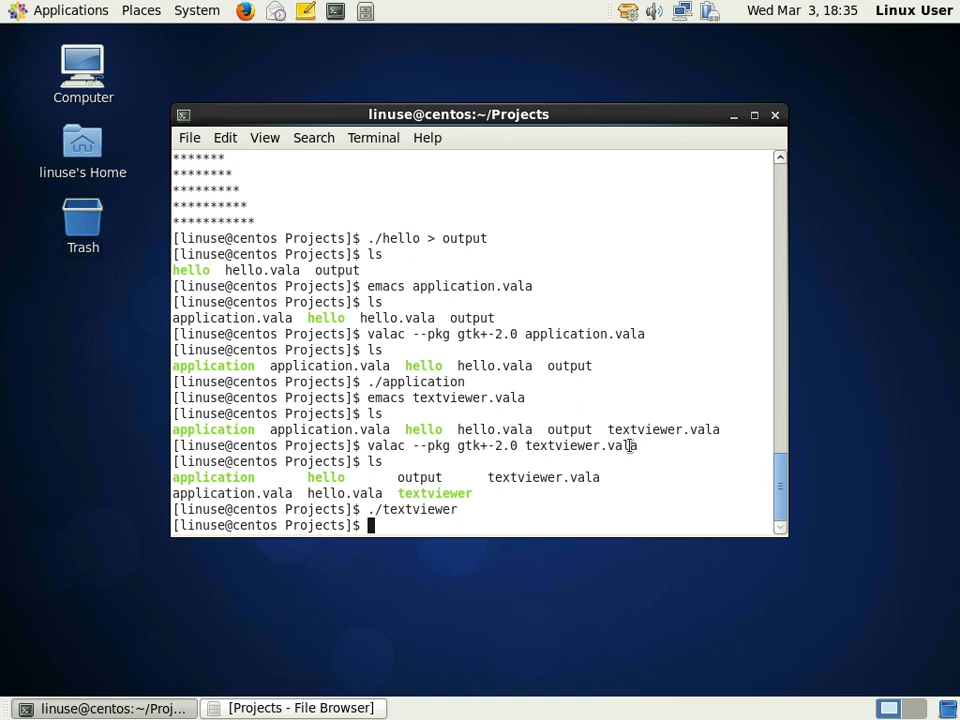 Applications Places System Wed Mar 3, 18:35 Linux User
Computer
linuse's Home
Trash
linuse@centos:~/Projects
File Edit View Search Terminal Help
*******
********
*********
**********
***********
[linuse@centos Projects]$ ./hello > output
[linuse@centos Projects]$ ls
hello hello.vala output
[linuse@centos Projects]$ emacs application.vala
[linuse@centos Projects]$ ls
application.vala hello hello.vala output
[linuse@centos Projects]$ valac --pkg gtk+-2.0 application.vala
[linuse@centos Projects]$ ls
application application.vala hello hello.vala output
[linuse@centos Projects]$ ./application
[linuse@centos Projects]$ emacs textviewer.vala
[linuse@centos Projects]$ ls
application application.vala hello hello.vala output textviewer.vala
[linuse@centos Projects]$ valac --pkg gtk+-2.0 textviewer.vala
[linuse@centos Projects]$ ls
application hello output textviewer.vala
application.vala hello.vala textviewer
[linuse@centos Projects]$ ./textviewer
[linuse@centos Projects]$
linuse@centos:~/Proj... [Projects - File Browser]